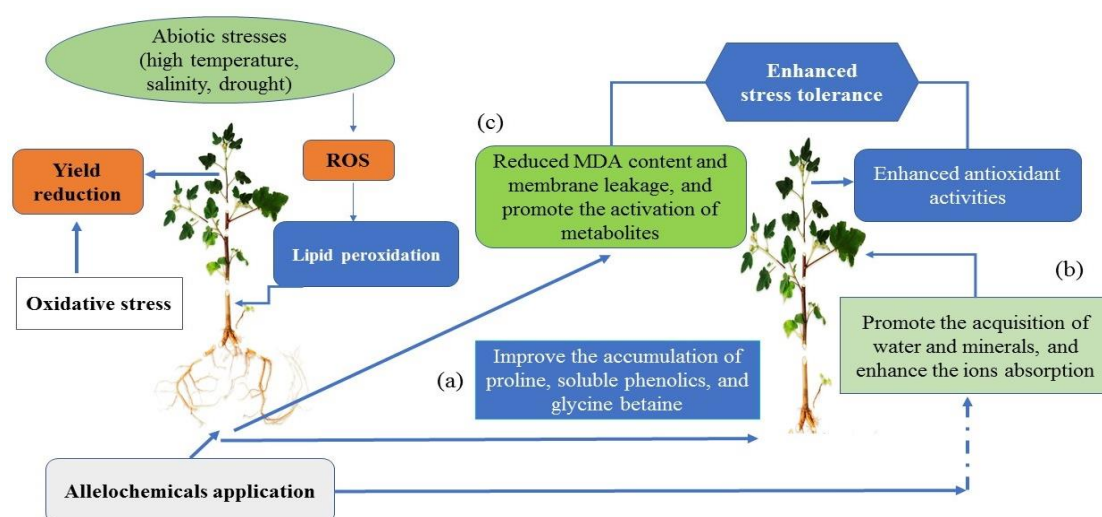 Abiotic stresses
(high temperature,
salinity, drought)
Yield
reduction
ROS
Lipid peroxidation
Oxidative stress
Allelochemicals application
(c)
Reduced MDA content and
membrane leakage, and
promote the activation of
metabolites
Enhanced
stress tolerance
Enhanced antioxidant
activities
(b)
Promote the acquisition of
water and minerals, and
enhance the ions absorption
(a)
Improve the accumulation of
proline, soluble phenolics, and
glycine betaine